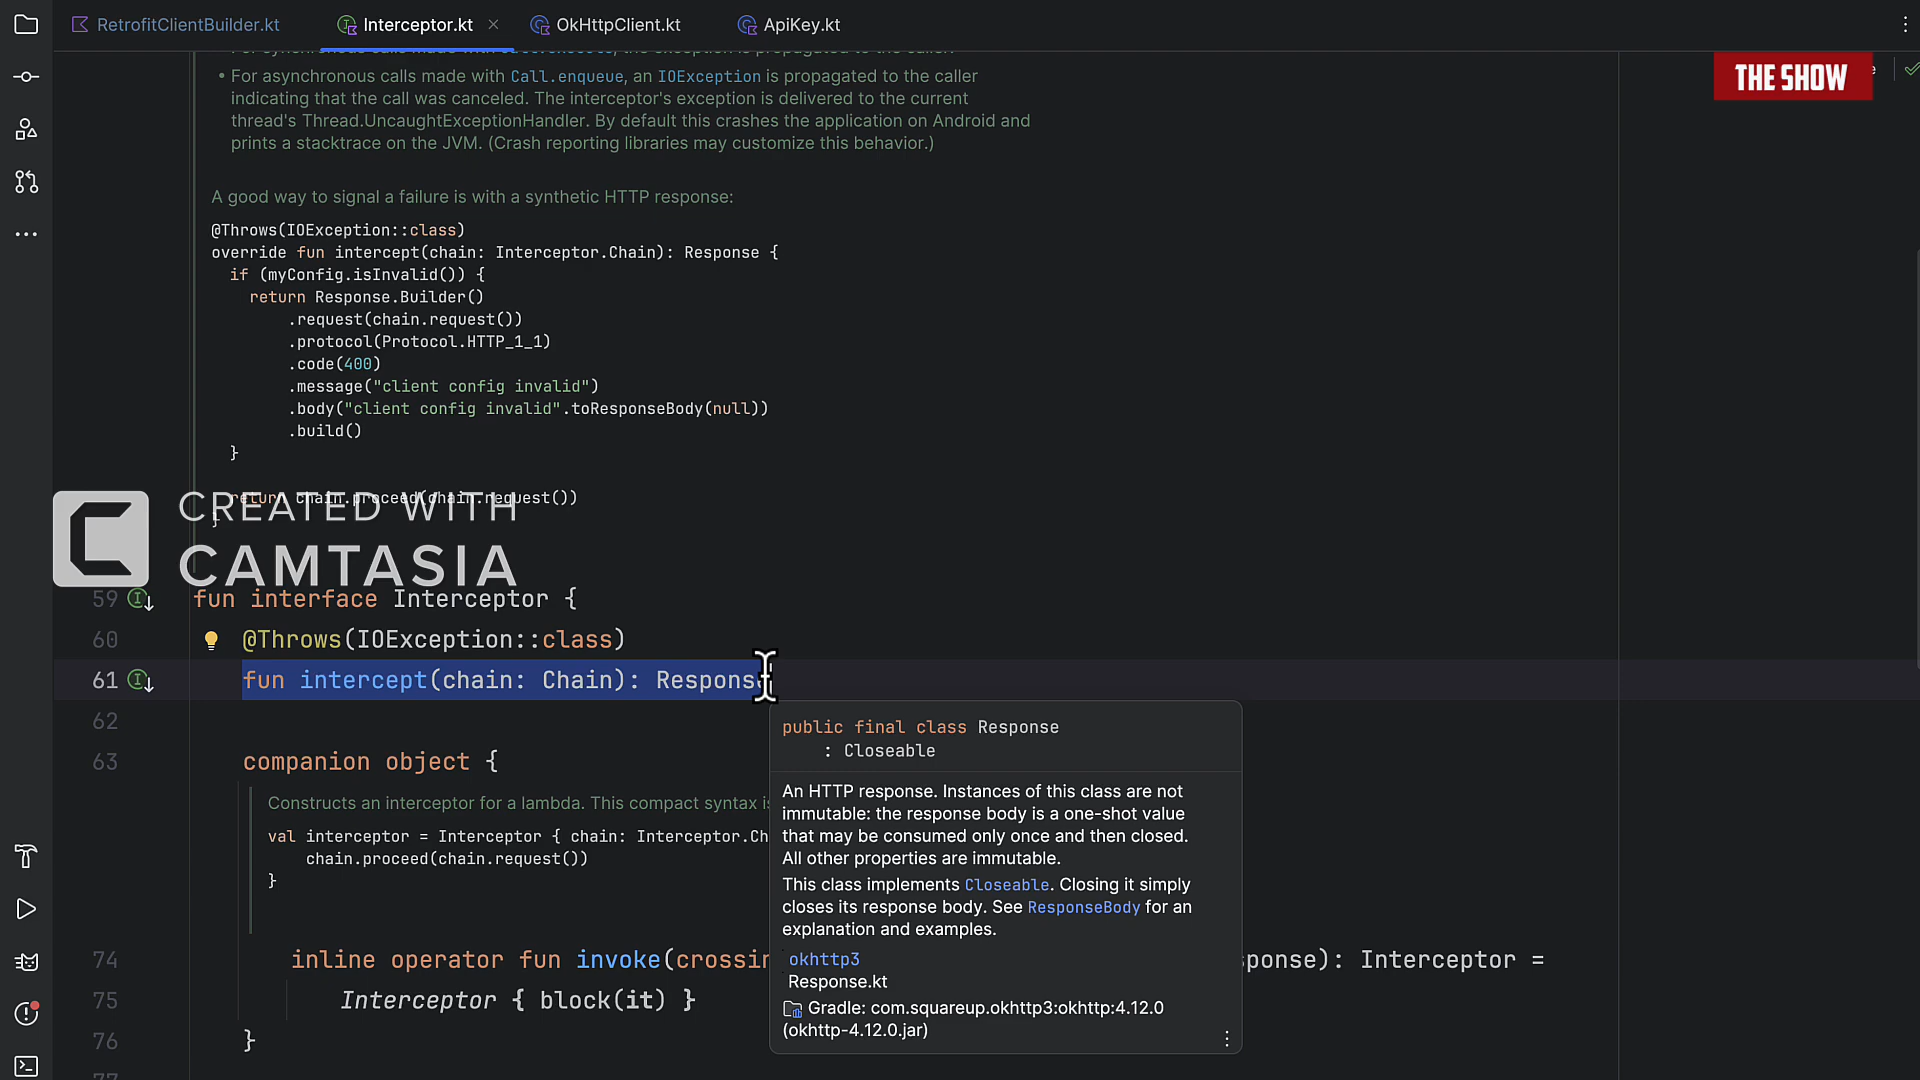 RetrofitClientBuilder.kt
Interceptor.kt
OkHttpClient.kt
ApiKey.kt
THE SHOW
• For asynchronous calls made with Call.enqueue, an IOException is propagated to the caller
indicating that the call was canceled. The interceptor's exception is delivered to the current
thread's Thread.UncaughtExceptionHandler. By default this crashes the application on Android and
prints a stacktrace on the JVM. (Crash reporting libraries may customize this behavior.)
A good way to signal a failure is with a synthetic HTTP response:
@Throws(IOException::class)
override fun intercept(chain: Interceptor.Chain): Response {
if (myConfig.isInvalid()) {
return Response.Builder()
.request(chain.request())
.protocol(Protocol.HTTP_1_1)
.code(400)
.message("client config invalid")
.body("client config invalid".toResponseBody(null))
.build()
}
return chain.proceed(chain.request())
}
CREATED WITH
CAMTASIA
59 fun interface Interceptor {
60 @Throws(IOException::class)
61 fun intercept(chain: Chain): Response
62
63 companion object {
Constructs an interceptor for a lambda. This compact syntax is
val interceptor = Interceptor { chain: Interceptor.Ch
chain.proceed(chain.request())
}
74 inline operator fun invoke(crossin ponse): Interceptor =
75 Interceptor { block(it) }
76 }
77
public final class Response
: Closeable
An HTTP response. Instances of this class are not
immutable: the response body is a one-shot value
that may be consumed only once and then closed.
All other properties are immutable.
This class implements Closeable. Closing it simply
closes its response body. See ResponseBody for an
explanation and examples.
okhttp3
Response.kt
Gradle: com.squareup.okhttp3:okhttp:4.12.0
(okhttp-4.12.0.jar)